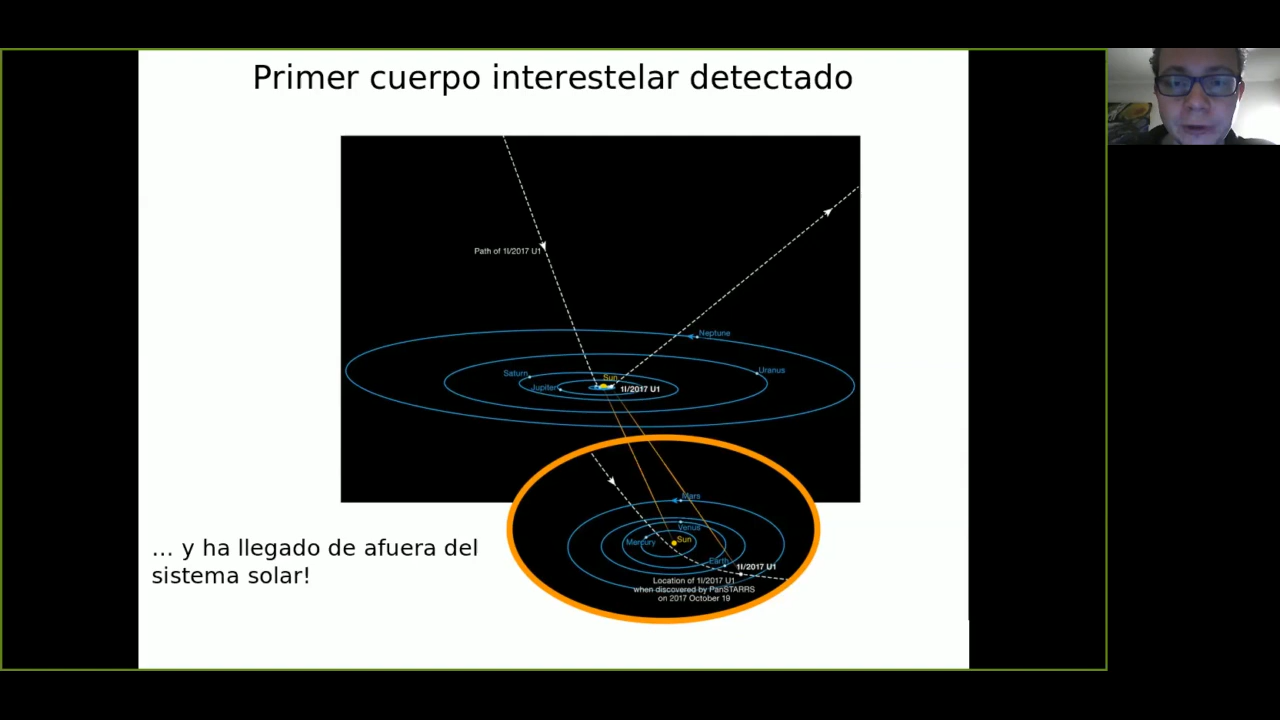 Primer cuerpo interestelar detectado
Path of 1I/2017 U1
Neptune
Uranus
Saturn
Sun
Jupiter
1I/2017 U1
Mars
Venus
Mercury
Sun
Earth
1I/2017 U1
Location of 1I/2017 U1
when discovered by PanSTARRS
on 2017 October 19
... y ha llegado de afuera del
sistema solar!